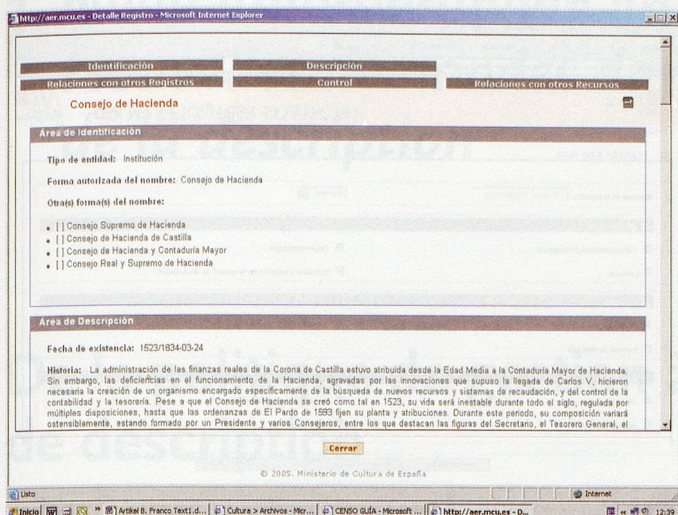 http://aer.mcu.es - Detalle Registro - Microsoft Internet Explorer
Identificación Descripción
Relaciones con otros Registros Control Relaciones con otros Recursos
Consejo de Hacienda
Área de Identificación
Tipo de entidad: Institución
Forma autorizada del nombre: Consejo de Hacienda
Otra(s) forma(s) del nombre:
• [ ] Consejo Supremo de Hacienda
• [ ] Consejo de Hacienda de Castilla
• [ ] Consejo de Hacienda y Contaduría Mayor
• [ ] Consejo Real y Supremo de Hacienda
Área de Descripción
Fecha de existencia: 1523/1834-03-24
Historia: La administración de las finanzas reales de la Corona de Castilla estuvo atribuida desde la Edad Media a la Contaduría Mayor de Hacienda.
Sin embargo, las deficiencias en el funcionamiento de la Hacienda, agravadas por las innovaciones que supuso la llegada de Carlos V, hicieron
necesaria la creación de un organismo encargado específicamente de la búsqueda de nuevos recursos y sistemas de recaudación, y del control de la
contabilidad y la tesorería. Pese a que el Consejo de Hacienda se creó como tal en 1523, su vida será inestable durante todo el siglo, regulada por
múltiples disposiciones, hasta que las ordenanzas de El Pardo de 1593 fijen su planta y atribuciones. Durante este periodo, su composición variará
ostensiblemente, estando formado por un Presidente y varios Consejeros, entre los que destacan las figuras del Secretario, el Tesorero General, el
Cerrar
© 2005. Ministerio de Cultura de España
Listo Internet
Inicio Artikel B. Franco Text1.d... Cultura > Archivos - Micr... CENSO GUÍA - Microsoft ... http://aer.mcu.es - D... 12:39